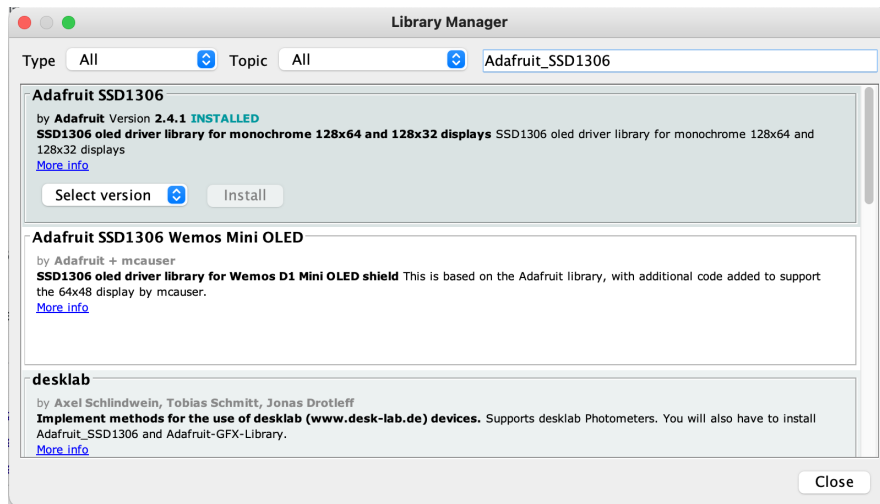 Library Manager
Type All Topic All Adafruit_SSD1306
Adafruit SSD1306
by Adafruit Version 2.4.1 INSTALLED
SSD1306 oled driver library for monochrome 128x64 and 128x32 displays SSD1306 oled driver library for monochrome 128x64 and
128x32 displays
More info
Select version Install
Adafruit SSD1306 Wemos Mini OLED
by Adafruit + mcauser
SSD1306 oled driver library for Wemos D1 Mini OLED shield This is based on the Adafruit library, with additional code added to support
the 64x48 display by mcauser.
More info
desklab
by Axel Schlindwein, Tobias Schmitt, Jonas Drotleff
Implement methods for the use of desklab (www.desk-lab.de) devices. Supports desklab Photometers. You will also have to install
Adafruit_SSD1306 and Adafruit-GFX-Library.
More info
Close